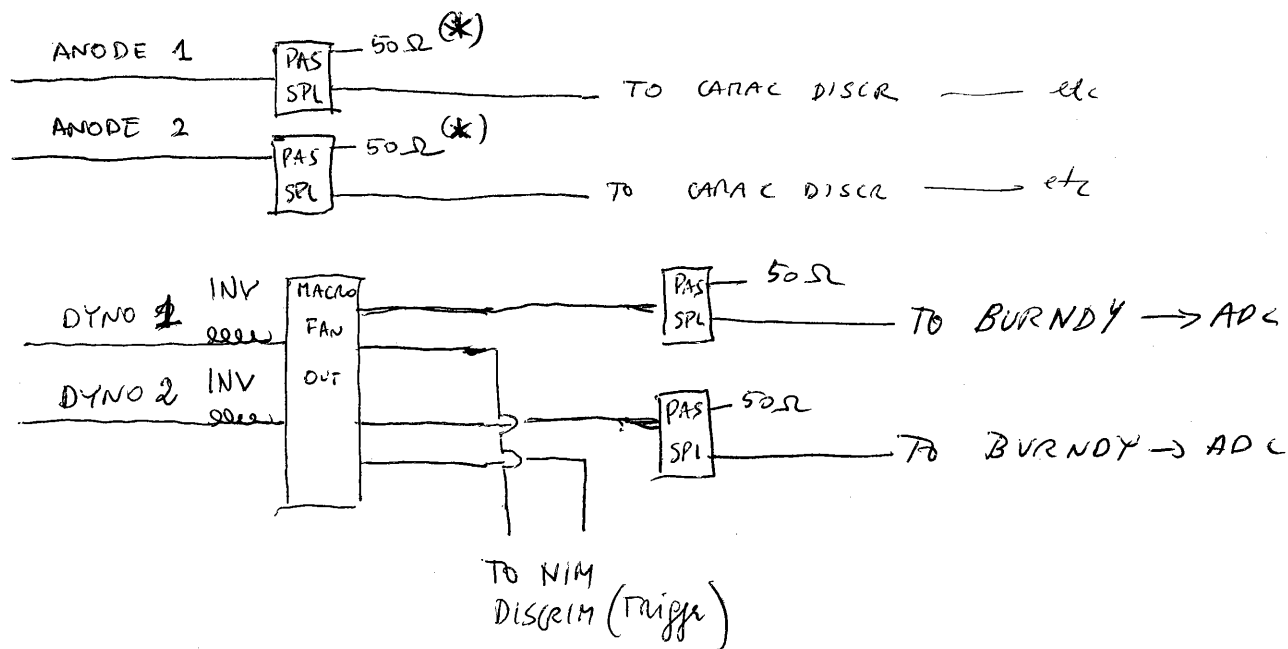 ANODE 1
PAS SPL
50Ω (*)
TO CAMAC DISCR — etc
ANODE 2
PAS SPL
50Ω (*)
TO CAMAC DISCR — etc
DYNO 1
INV
MACRO
FAN
OUT
PAS SPL
50Ω
TO BURNDY → ADC
DYNO 2
INV
PAS SPL
50Ω
TO BURNDY → ADC
TO NIM
DISCRIM (Trigger)